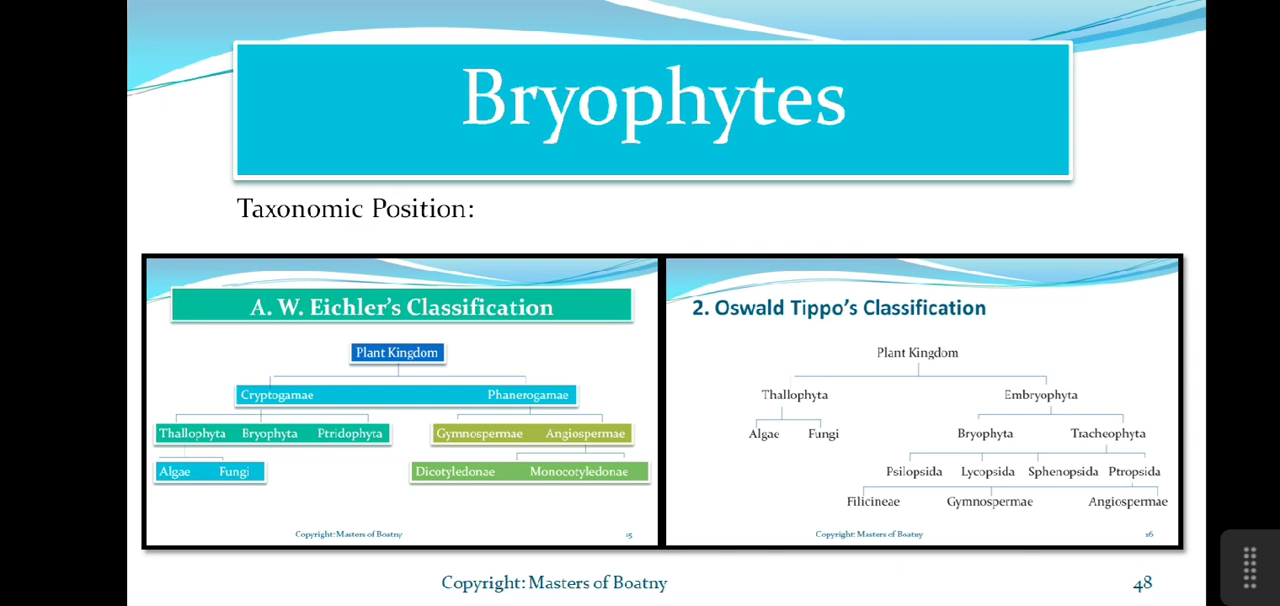 Bryophytes
Taxonomic Position:
A. W. Eichler's Classification
Plant Kingdom
Cryptogamae Phanerogamae
Thallophyta Bryophyta Ptridophyta Gymnospermae Angiospermae
Algae Fungi Dicotyledonae Monocotyledonae
Copyright: Masters of Boatny 15
2. Oswald Tippo's Classification
Plant Kingdom
Thallophyta Embryophyta
Algae Fungi Bryophyta Tracheophyta
Psilopsida Lycopsida Sphenopsida Ptropsida
Filicineae Gymnospermae Angiospermae
Copyright: Masters of Boatny 16
Copyright: Masters of Boatny 48